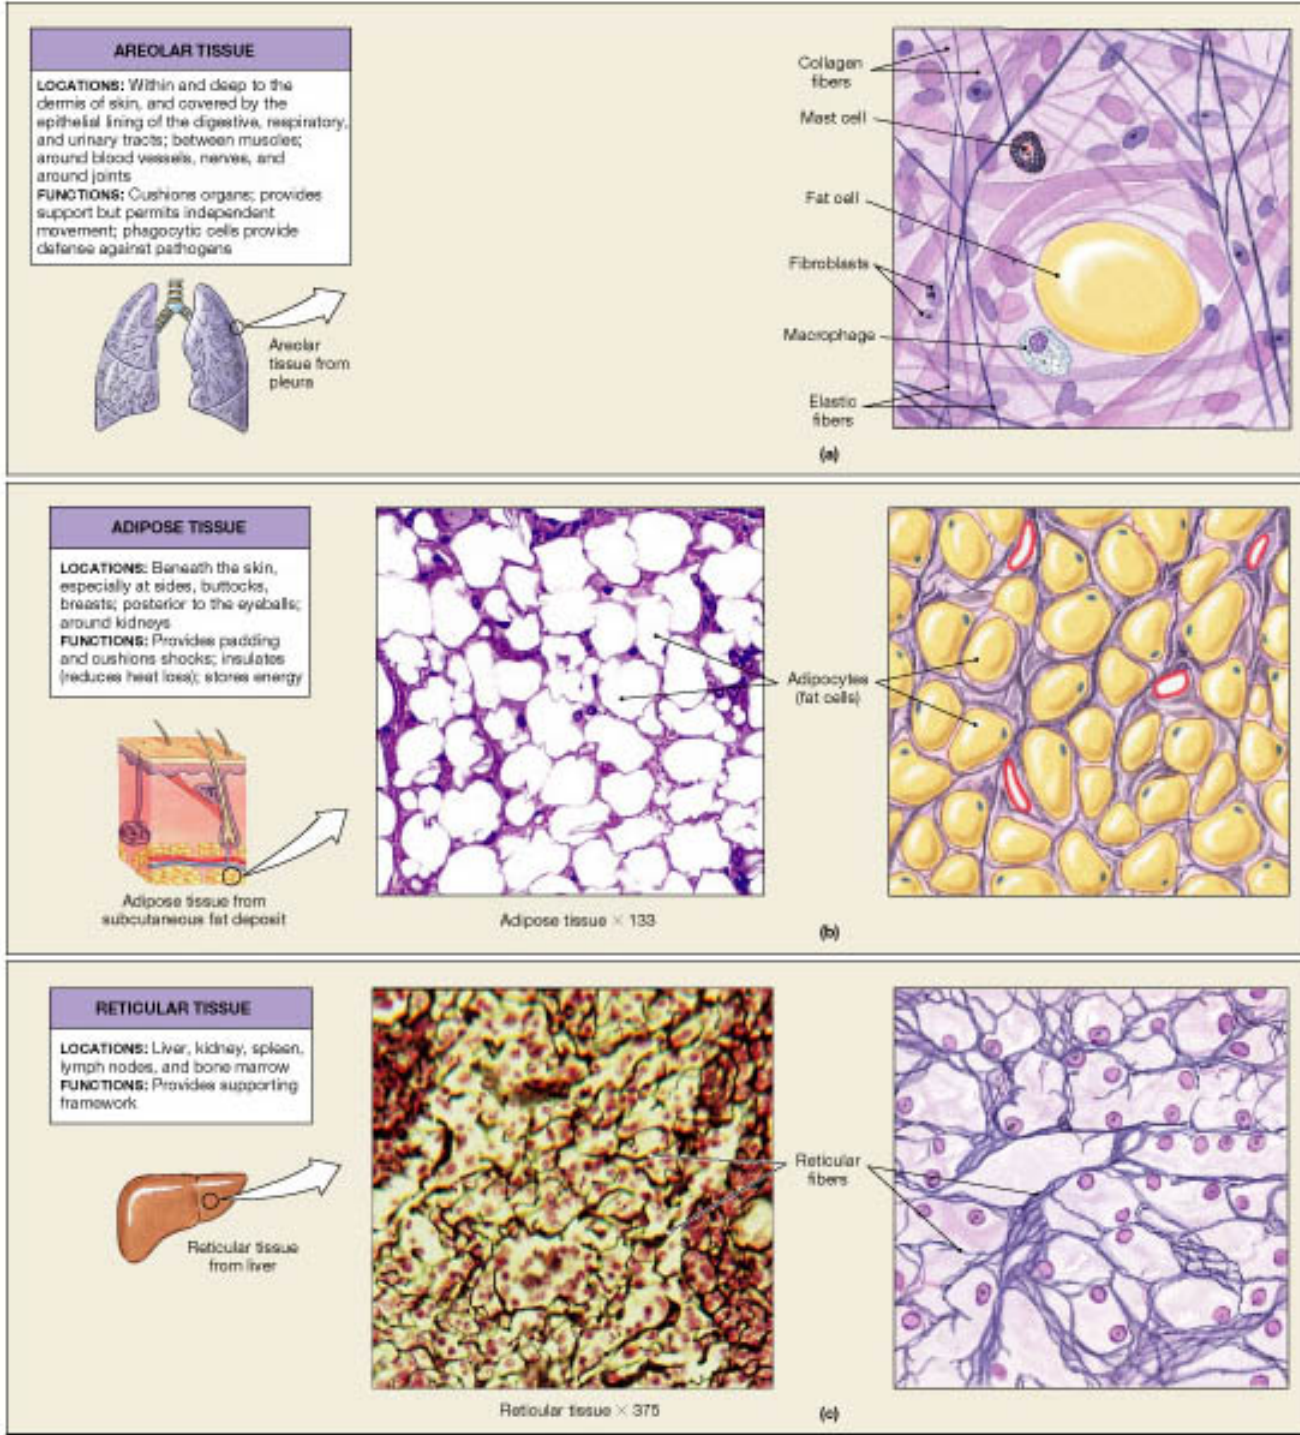 AREOLAR TISSUE
LOCATIONS: Within and deep to the
dermis of skin, and covered by the
epithelial lining of the digestive, respiratory,
and urinary tracts; between muscles;
around blood vessels, nerves, and
around joints
FUNCTIONS: Cushions organs; provides
support but permits independent
movement; phagocytic cells provide
defense against pathogens
Areolar
tissue from
pleura
Collagen
fibers
Mast cell
Fat cell
Fibroblasts
Macrophage
Elastic
fibers
(a)
ADIPOSE TISSUE
LOCATIONS: Beneath the skin,
especially at sides, buttocks,
breasts; posterior to the eyeballs;
around kidneys
FUNCTIONS: Provides padding
and cushions shocks; insulates
(reduces heat loss); stores energy
Adipose tissue from
subcutaneous fat deposit
Adipocytes
(fat cells)
Adipose tissue × 133
(b)
RETICULAR TISSUE
LOCATIONS: Liver, kidney, spleen,
lymph nodes, and bone marrow
FUNCTIONS: Provides supporting
framework
Reticular tissue
from liver
Reticular
fibers
Reticular tissue × 375
(c)